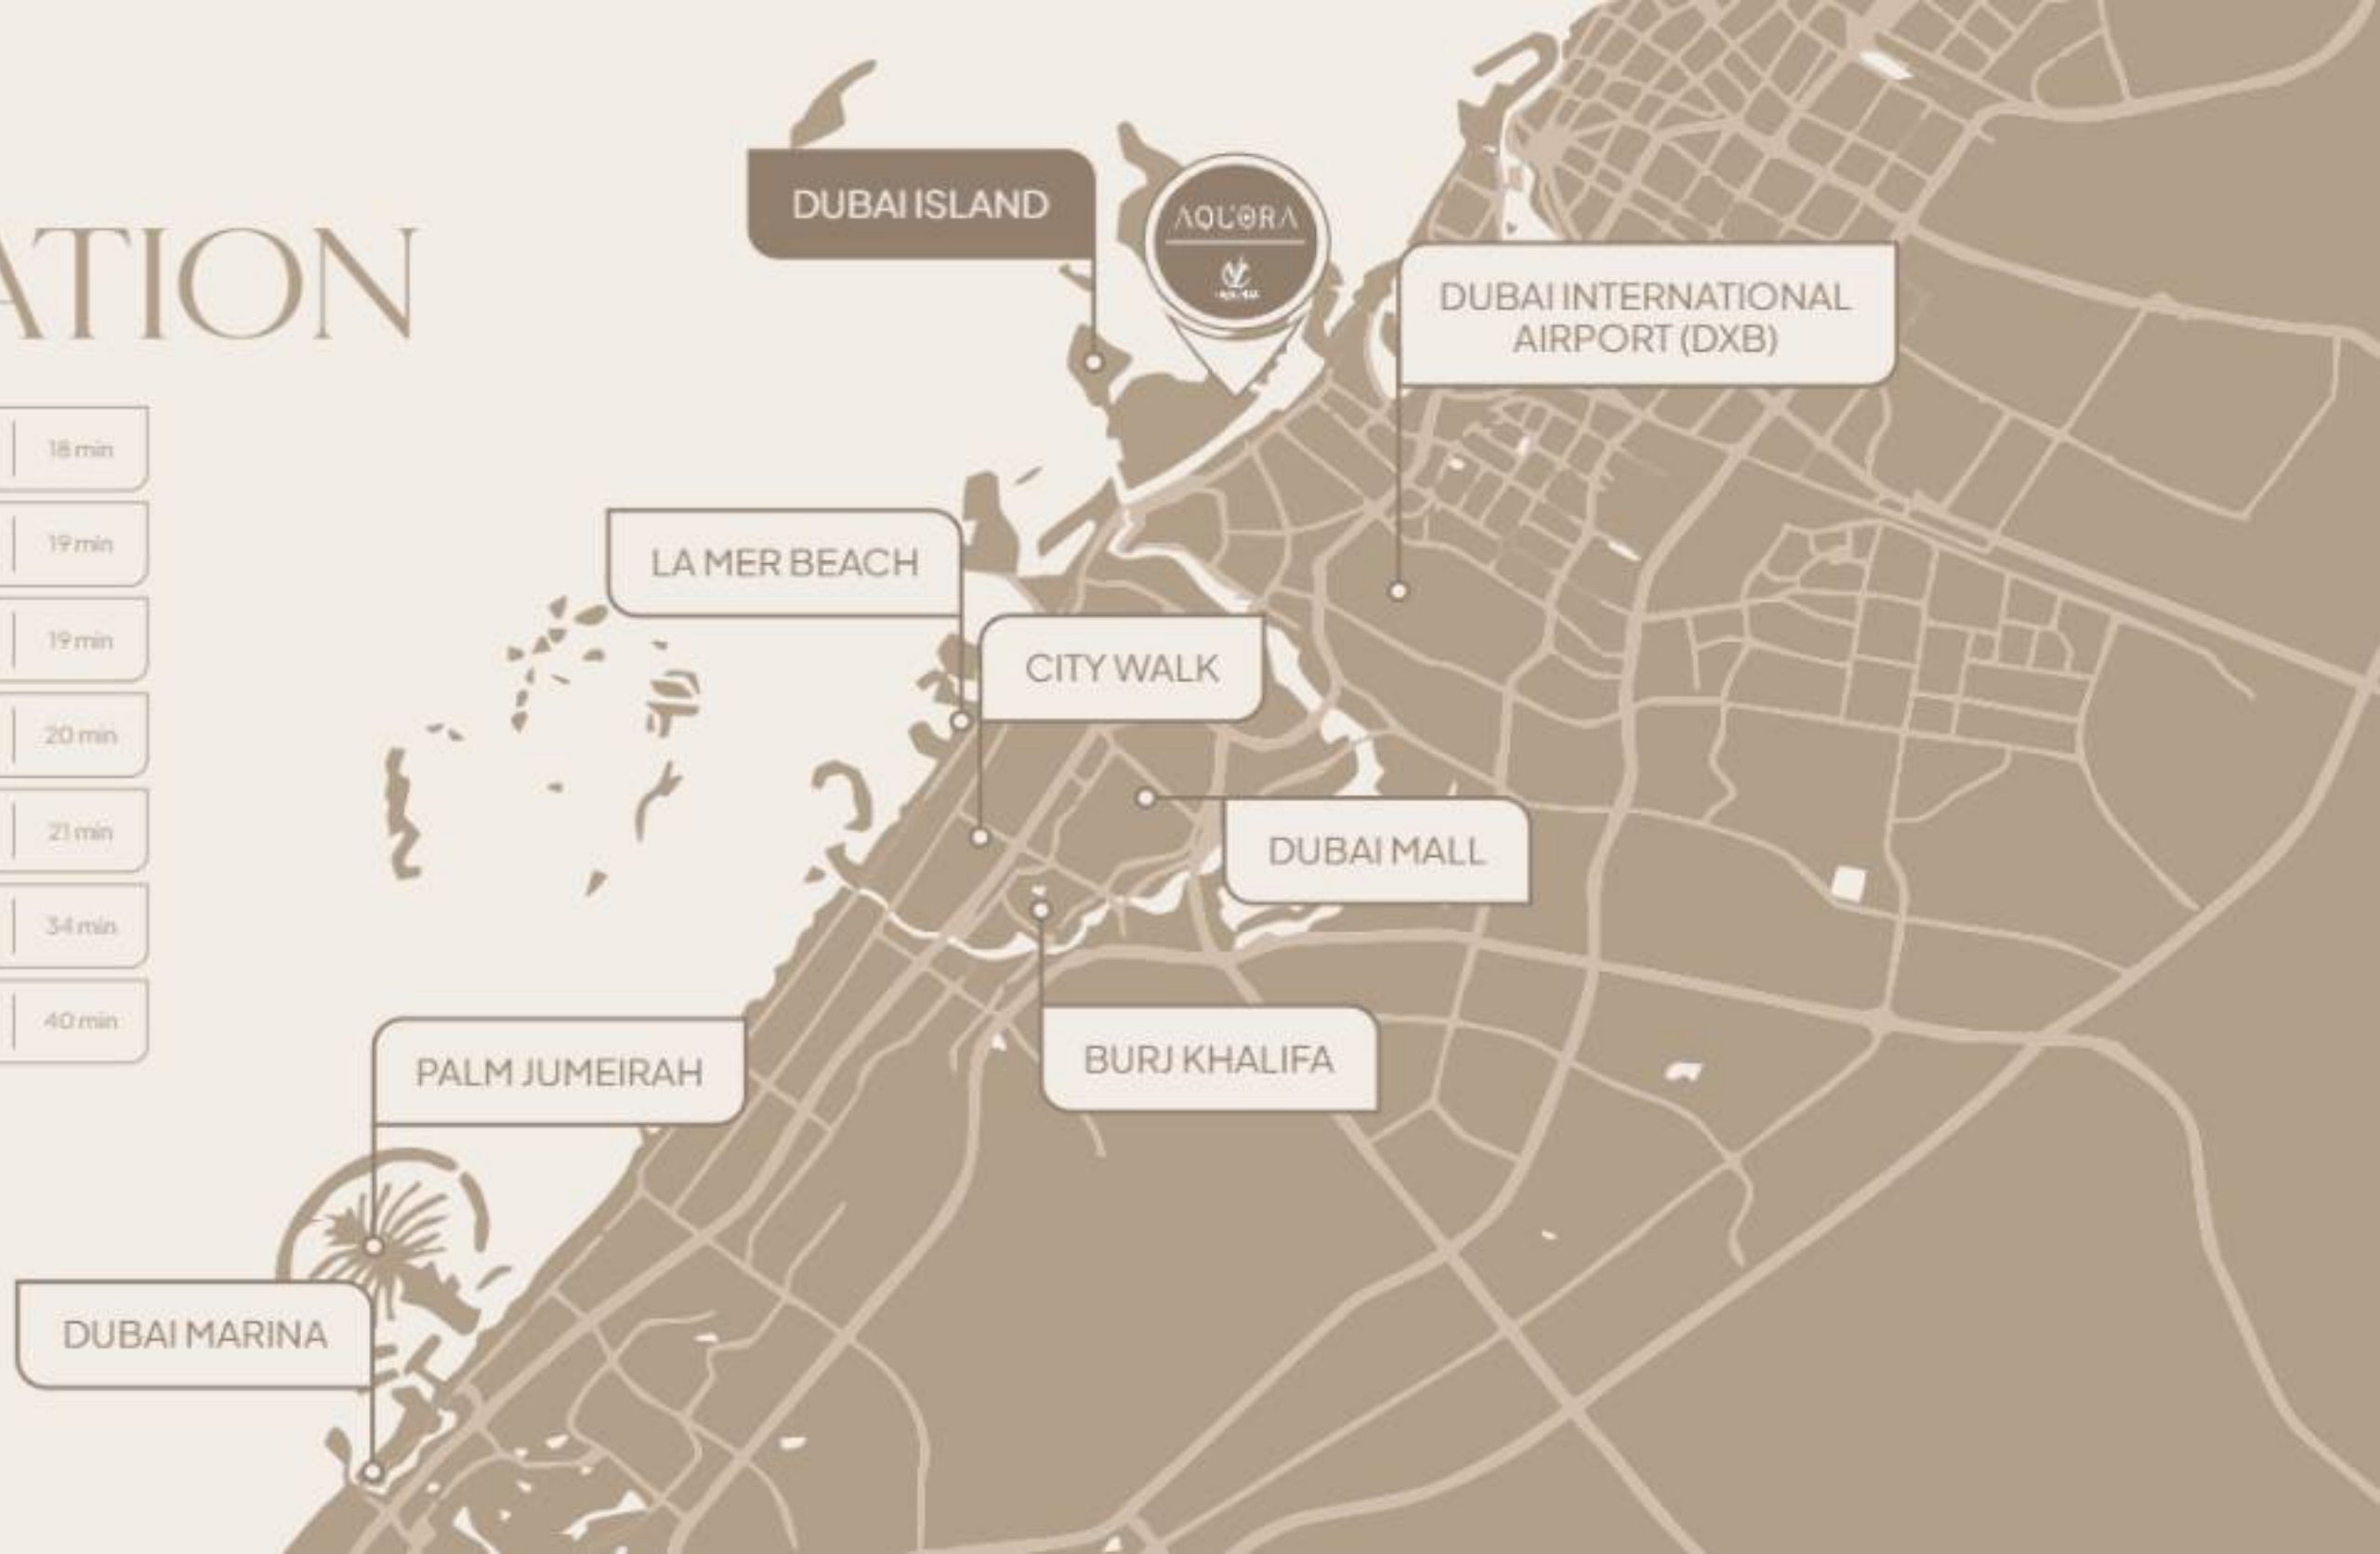 ATION
18 min
19 min
19 min
20 min
21 min
34 min
40 min
DUBAI ISLAND
AQUORA
DUBAI INTERNATIONAL
AIRPORT (DXB)
LA MER BEACH
CITY WALK
DUBAI MALL
BURJ KHALIFA
PALM JUMEIRAH
DUBAI MARINA